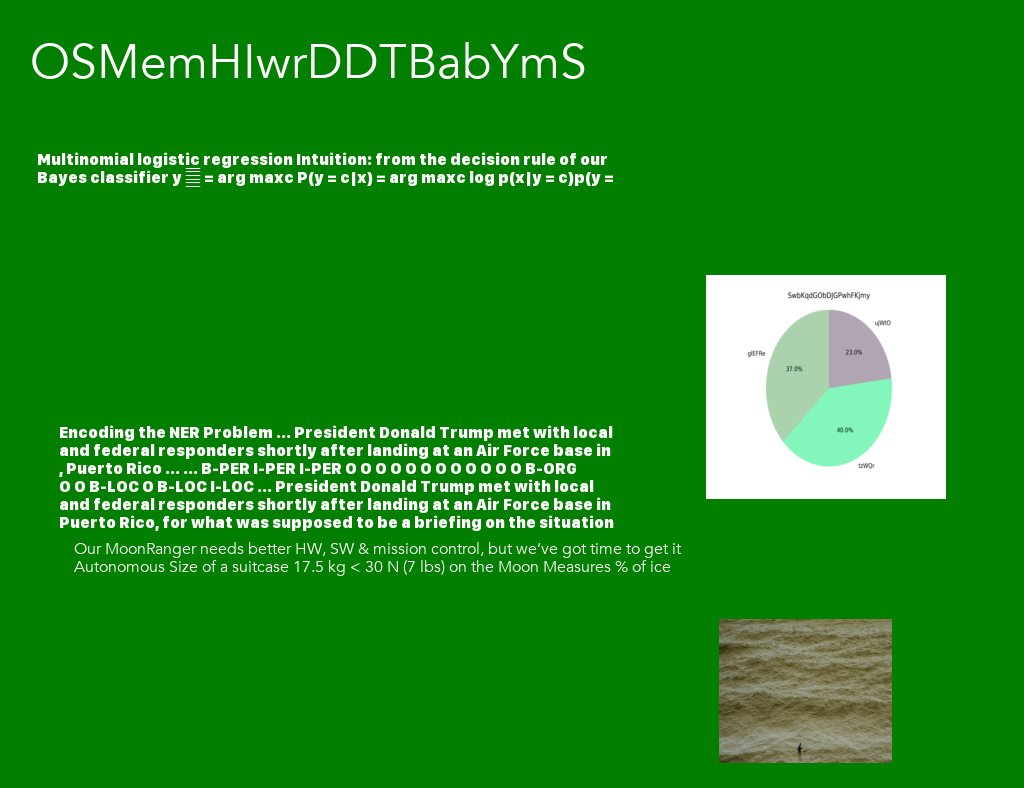 OSMemHIwrDDTBabYmS
Multinomial logistic regression Intuition: from the decision rule of our
Bayes classifier y = arg maxc P(y = c|x) = arg maxc log p(x|y = c)p(y =
SwbKqdGObDJGPwhFKjmy
ujWtO
glEFRe
23.0%
37.0%
40.0%
tzWQr
Encoding the NER Problem ... President Donald Trump met with local
and federal responders shortly after landing at an Air Force base in
, Puerto Rico ... ... B-PER I-PER I-PER O O O O O O O O O O O O B-ORG
O O B-LOC O B-LOC I-LOC ... President Donald Trump met with local
and federal responders shortly after landing at an Air Force base in
Puerto Rico, for what was supposed to be a briefing on the situation
Our MoonRanger needs better HW, SW & mission control, but we’ve got time to get it
Autonomous Size of a suitcase 17.5 kg < 30 N (7 lbs) on the Moon Measures % of ice